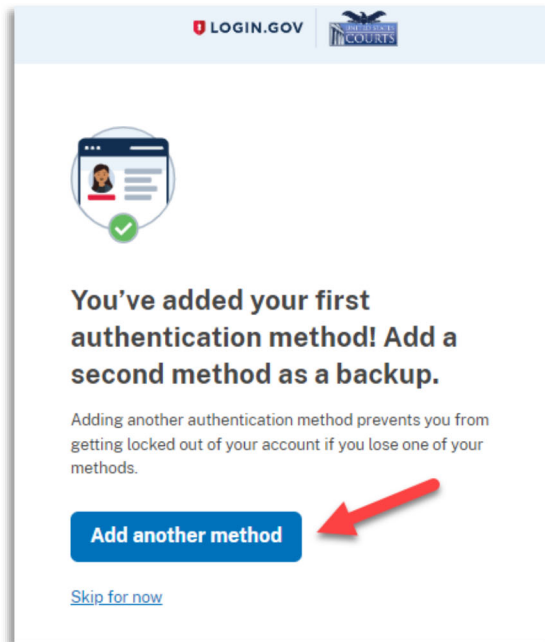 LOGIN.GOV
UNITED STATES
COURTS
You’ve added your first
authentication method! Add a
second method as a backup.
Adding another authentication method prevents you from
getting locked out of your account if you lose one of your
methods.
Add another method
Skip for now